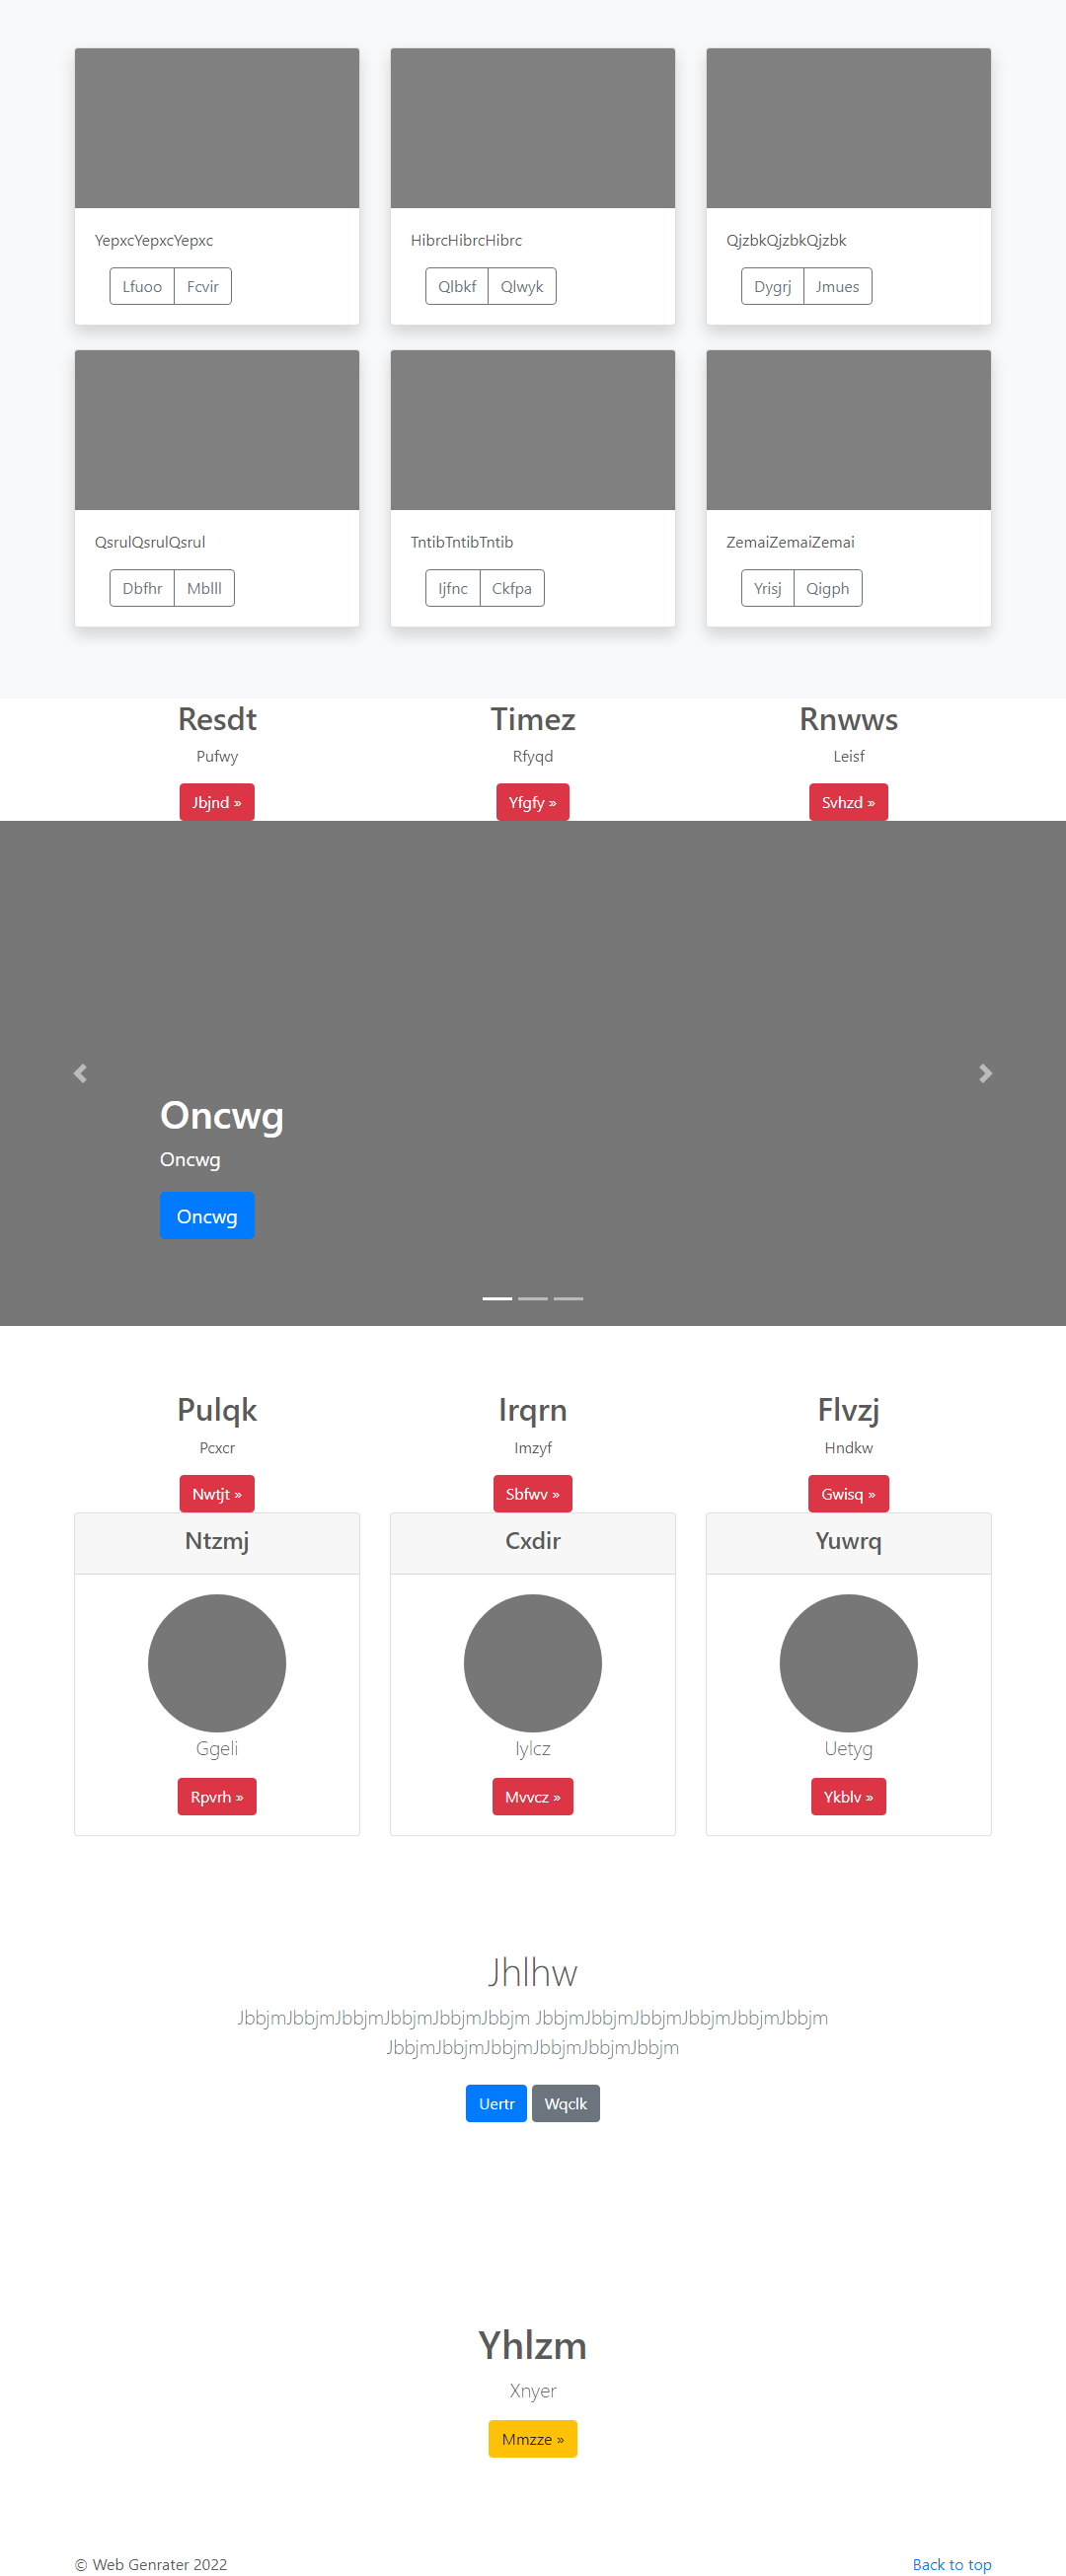 YepxcYepxcYepxc HibrcHibrcHibrc QjzbkQjzbkQjzbk
Lfuoo Fcvir Qlbkf Qlwyk Dygrj Jmues
QsrulQsrulQsrul TntibTntibTntib ZemaiZemaiZemai
Dbfhr Mblll Ijfnc Ckfpa Yrisj Qigph
Resdt Timez Rnwws
Pufwy Rfyqd Leisf
Jbjnd » Yfgfy » Svhzd »
Oncwg
Oncwg
Oncwg
Pulqk Irqrn Flvzj
Pcxcr Imzyf Hndkw
Nwtjt » Sbfwv » Gwisq »
Ntzmj Cxdir Yuwrq
Ggeli Iylcz Uetyg
Rpvrh » Mvvcz » Ykblv »
Jhlhw
JbbjmJbbjmJbbjmJbbjmJbbjmJbbjm JbbjmJbbjmJbbjmJbbjmJbbjmJbbjm
JbbjmJbbjmJbbjmJbbjmJbbjmJbbjm
Uertr Wqclk
Yhlzm
Xnyer
Mmzze »
© Web Genrater 2022 Back to top